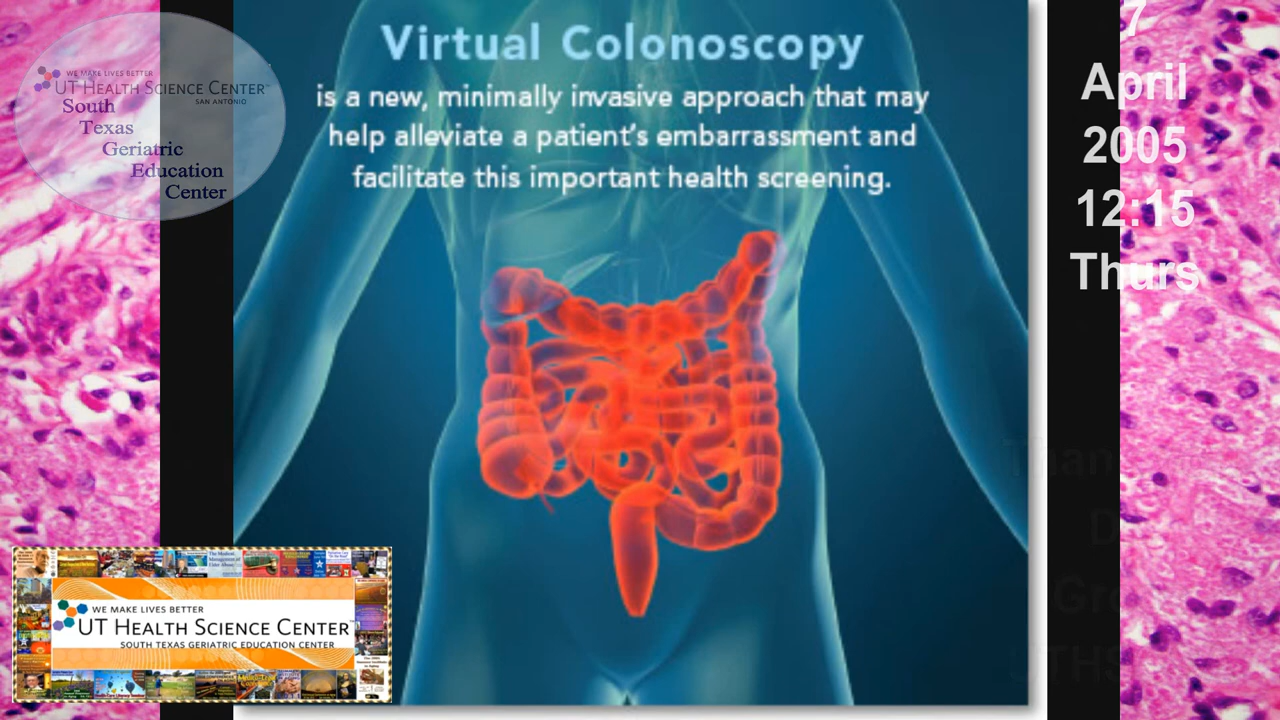 Virtual Colonoscopy
is a new, minimally invasive approach that may
help alleviate a patient's embarrassment and
facilitate this important health screening.
WE MAKE LIVES BETTER
UT HEALTH SCIENCE CENTER™
SAN ANTONIO
South
Texas
Geriatric
Education
Center
7
April
2005
12:15
Thurs
WE MAKE LIVES BETTER
UT HEALTH SCIENCE CENTER™
SOUTH TEXAS GERIATRIC EDUCATION CENTER